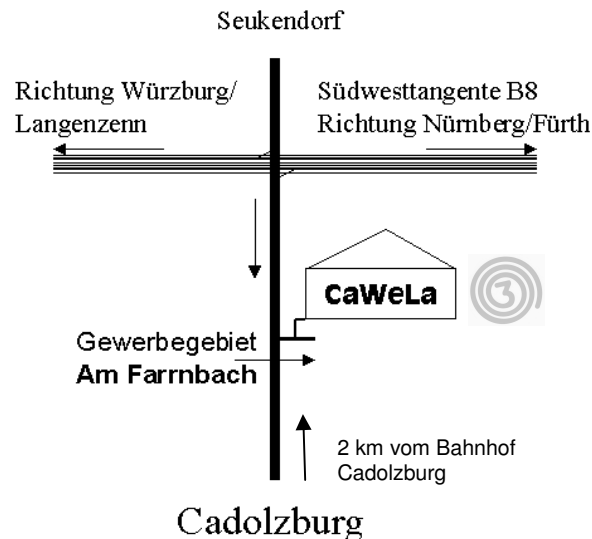 Seukendorf
Richtung Würzburg/
Langenzenn
Südwesttangente B8
Richtung Nürnberg/Fürth
CaWeLa
3
Gewerbegebiet
Am Farrnbach
2 km vom Bahnhof
Cadolzburg
Cadolzburg